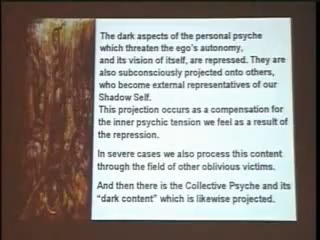 The dark aspects of the personal psyche
which threaten the ego's autonomy,
and its vision of itself, are repressed. They are
also subconsciously projected onto others,
who become external representatives of our
Shadow Self.
This projection occurs as a compensation for
the inner psychic tension we feel as a result of
the repression.
In severe cases we also process this content
through the field of other oblivious victims.
And then there is the Collective Psyche and its
“dark content” which is likewise projected.